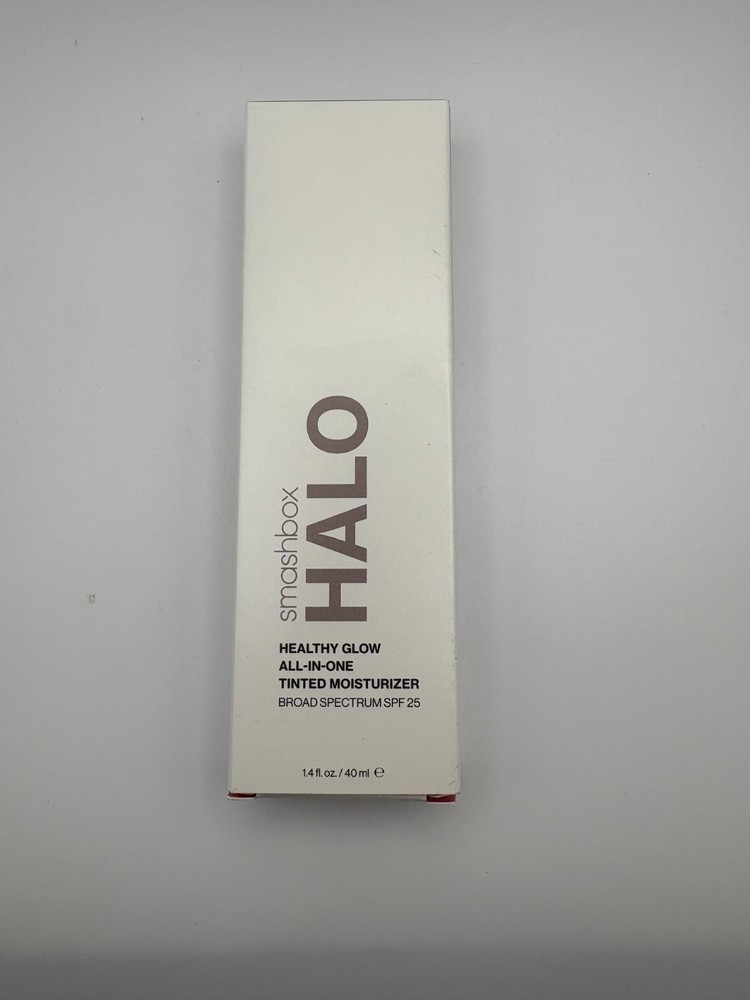 smashbox
HALO
HEALTHY GLOW
ALL-IN-ONE
TINTED MOISTURIZER
BROAD SPECTRUM SPF 25
1.4 fl. oz. / 40 ml ℮